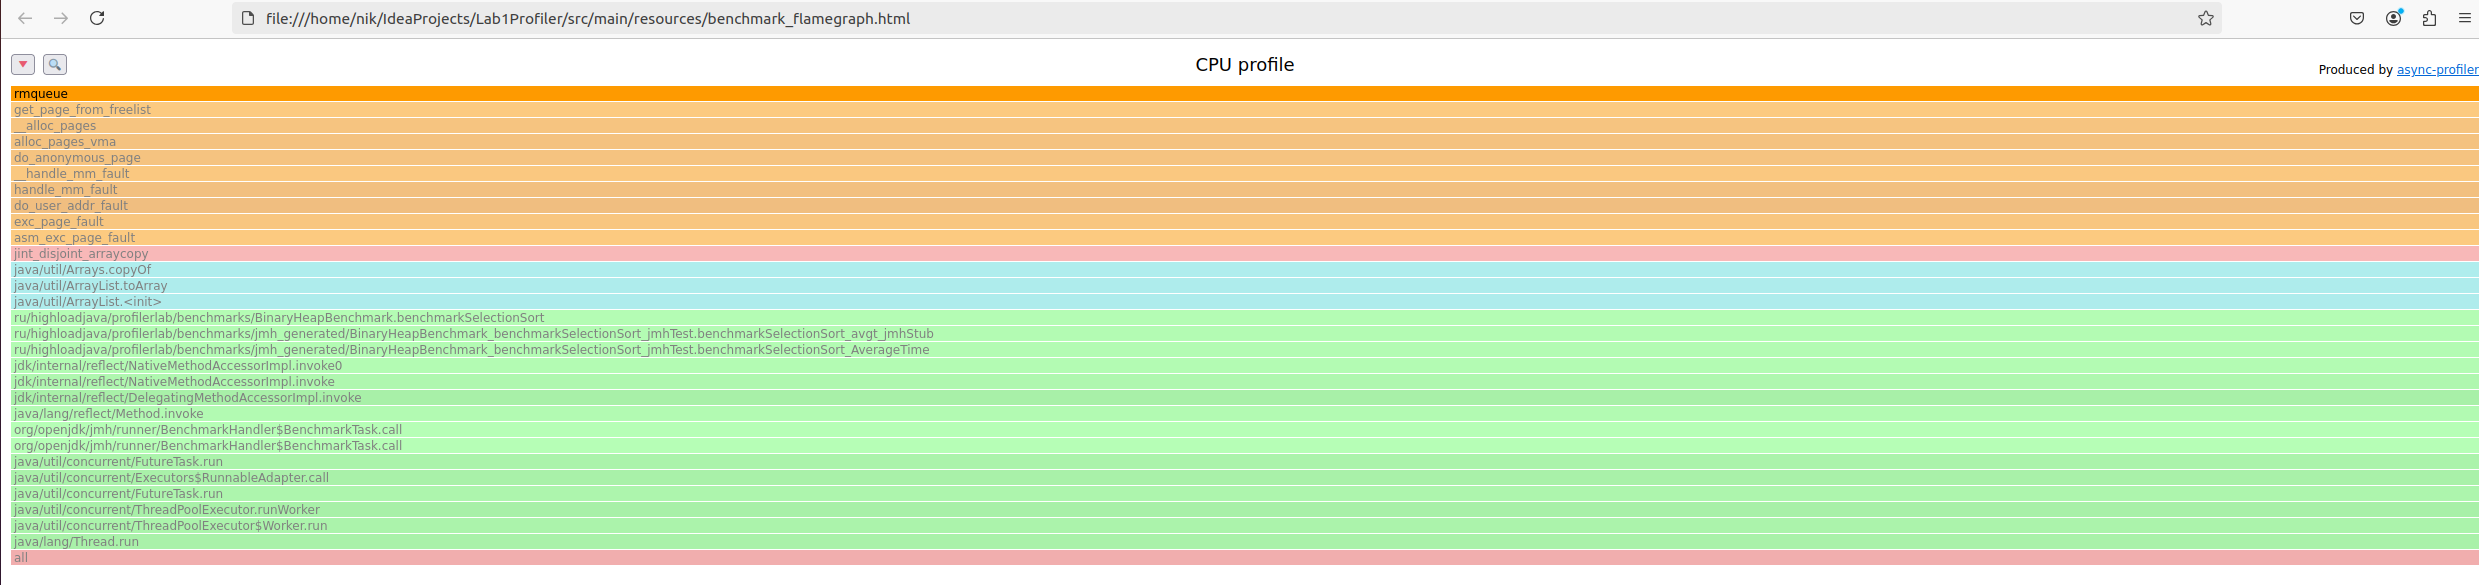 file:///home/nik/IdeaProjects/Lab1Profiler/src/main/resources/benchmark_flamegraph.html
CPU profile
Produced by async-profiler
rmqueue
get_page_from_freelist
__alloc_pages
alloc_pages_vma
do_anonymous_page
__handle_mm_fault
handle_mm_fault
do_user_addr_fault
exc_page_fault
asm_exc_page_fault
jint_disjoint_arraycopy
java/util/Arrays.copyOf
java/util/ArrayList.toArray
java/util/ArrayList.<init>
ru/highloadjava/profilerlab/benchmarks/BinaryHeapBenchmark.benchmarkSelectionSort
ru/highloadjava/profilerlab/benchmarks/jmh_generated/BinaryHeapBenchmark_benchmarkSelectionSort_jmhTest.benchmarkSelectionSort_avgt_jmhStub
ru/highloadjava/profilerlab/benchmarks/jmh_generated/BinaryHeapBenchmark_benchmarkSelectionSort_jmhTest.benchmarkSelectionSort_AverageTime
jdk/internal/reflect/NativeMethodAccessorImpl.invoke0
jdk/internal/reflect/NativeMethodAccessorImpl.invoke
jdk/internal/reflect/DelegatingMethodAccessorImpl.invoke
java/lang/reflect/Method.invoke
org/openjdk/jmh/runner/BenchmarkHandler$BenchmarkTask.call
org/openjdk/jmh/runner/BenchmarkHandler$BenchmarkTask.call
java/util/concurrent/FutureTask.run
java/util/concurrent/Executors$RunnableAdapter.call
java/util/concurrent/FutureTask.run
java/util/concurrent/ThreadPoolExecutor.runWorker
java/util/concurrent/ThreadPoolExecutor$Worker.run
java/lang/Thread.run
all